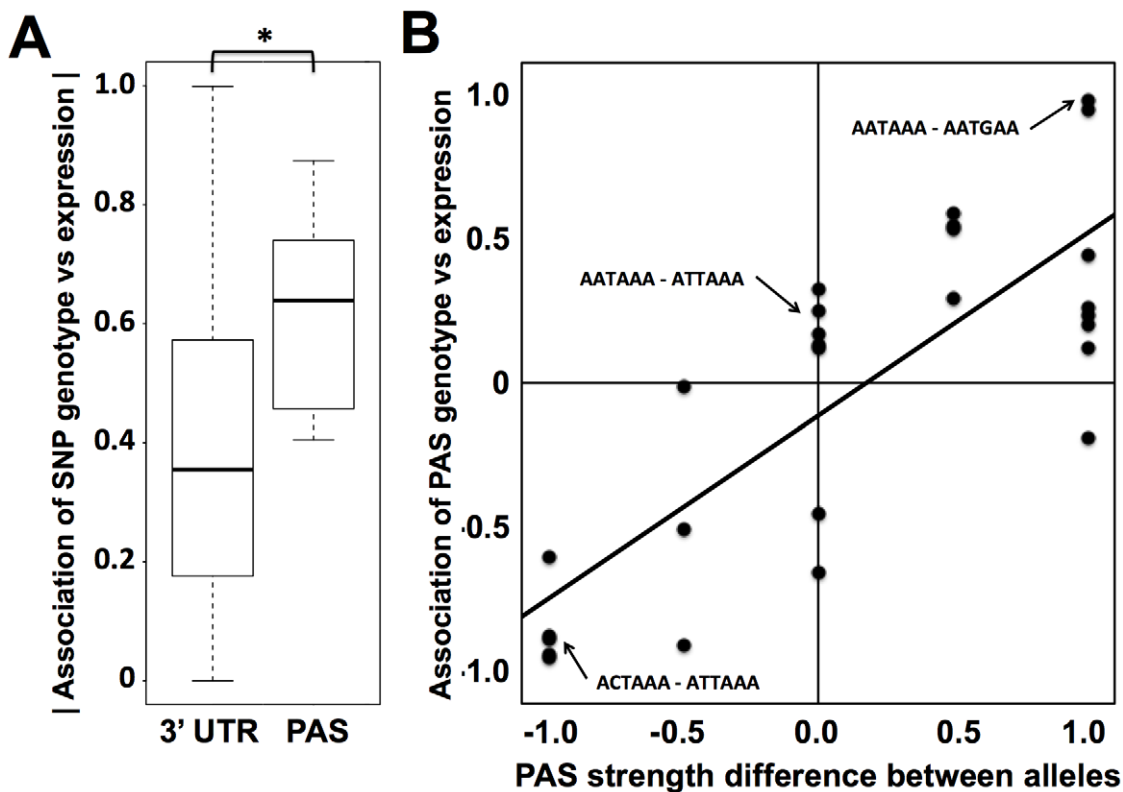 A
*
| Association of SNP genotype vs expression |
1.0
0.8
0.6
0.4
0.2
0
3' UTR PAS
B
Association of PAS genotype vs expression
1.0
0.5
0
-0.5
-1.0
AATAAA - AATGAA
AATAAA - ATTAAA
ACTAAA - ATTAAA
-1.0 -0.5 0.0 0.5 1.0
PAS strength difference between alleles